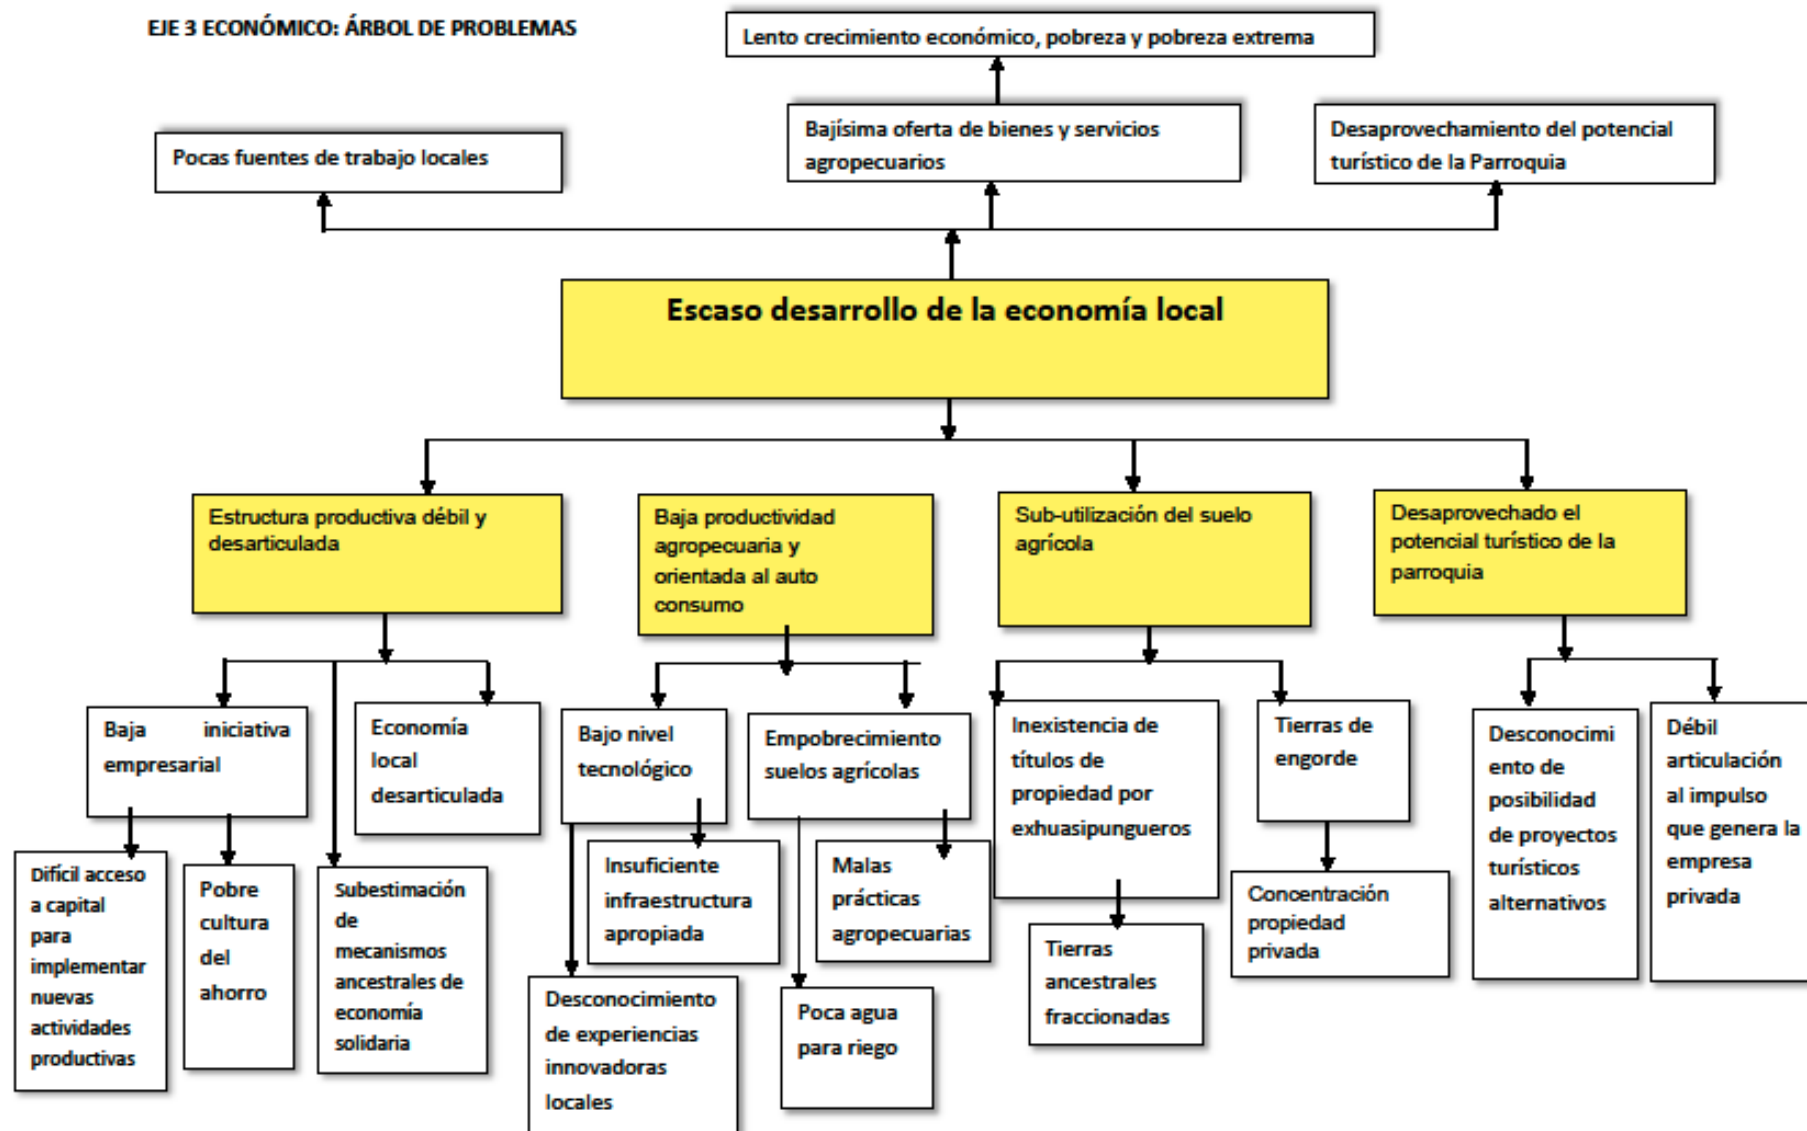 EJE 3 ECONÓMICO: ÁRBOL DE PROBLEMAS
Lento crecimiento económico, pobreza y pobreza extrema
Pocas fuentes de trabajo locales
Bajísima oferta de bienes y servicios
agropecuarios
Desaprovechamiento del potencial
turístico de la Parroquia
Escaso desarrollo de la economía local
Estructura productiva débil y
desarticulada
Baja productividad
agropecuaria y
orientada al auto
consumo
Sub-utilización del suelo
agrícola
Desaprovechado el
potencial turístico de la
parroquia
Baja iniciativa
empresarial
Economía
local
desarticulada
Bajo nivel
tecnológico
Empobrecimiento
suelos agrícolas
Inexistencia de
títulos de
propiedad por
exhuasipungueros
Tierras de
engorde
Desconocimi
ento de
posibilidad
de proyectos
turísticos
alternativos
Débil
articulación
al impulso
que genera la
empresa
privada
Difícil acceso
a capital
para
implementar
nuevas
actividades
productivas
Pobre
cultura
del
ahorro
Subestimación
de
mecanismos
ancestrales de
economía
solidaria
Insuficiente
infraestructura
apropiada
Malas
prácticas
agropecuarias
Concentración
propiedad
privada
Desconocimiento
de experiencias
innovadoras
locales
Poca agua
para riego
Tierras
ancestrales
fraccionadas